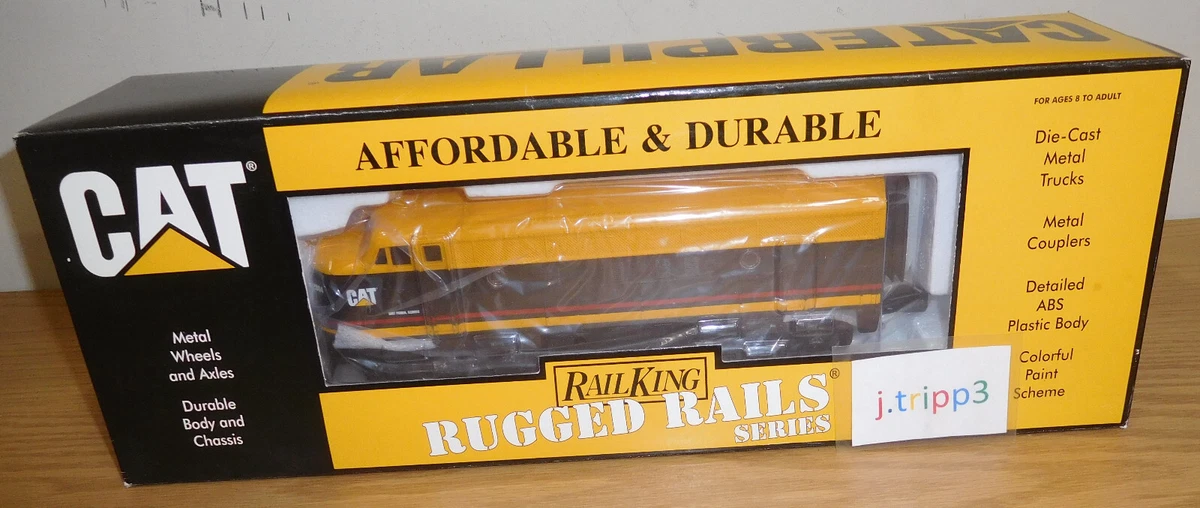 CATERPILLAR®
CAT®
AFFORDABLE & DURABLE
FOR AGES 8 TO ADULT
Die-Cast
Metal
Trucks
Metal
Couplers
Detailed
ABS
Plastic Body
Colorful
Paint
Scheme
Metal
Wheels
and Axles
Durable
Body and
Chassis
CAT
RAILKING
RUGGED RAILS®
SERIES
j.tripp3